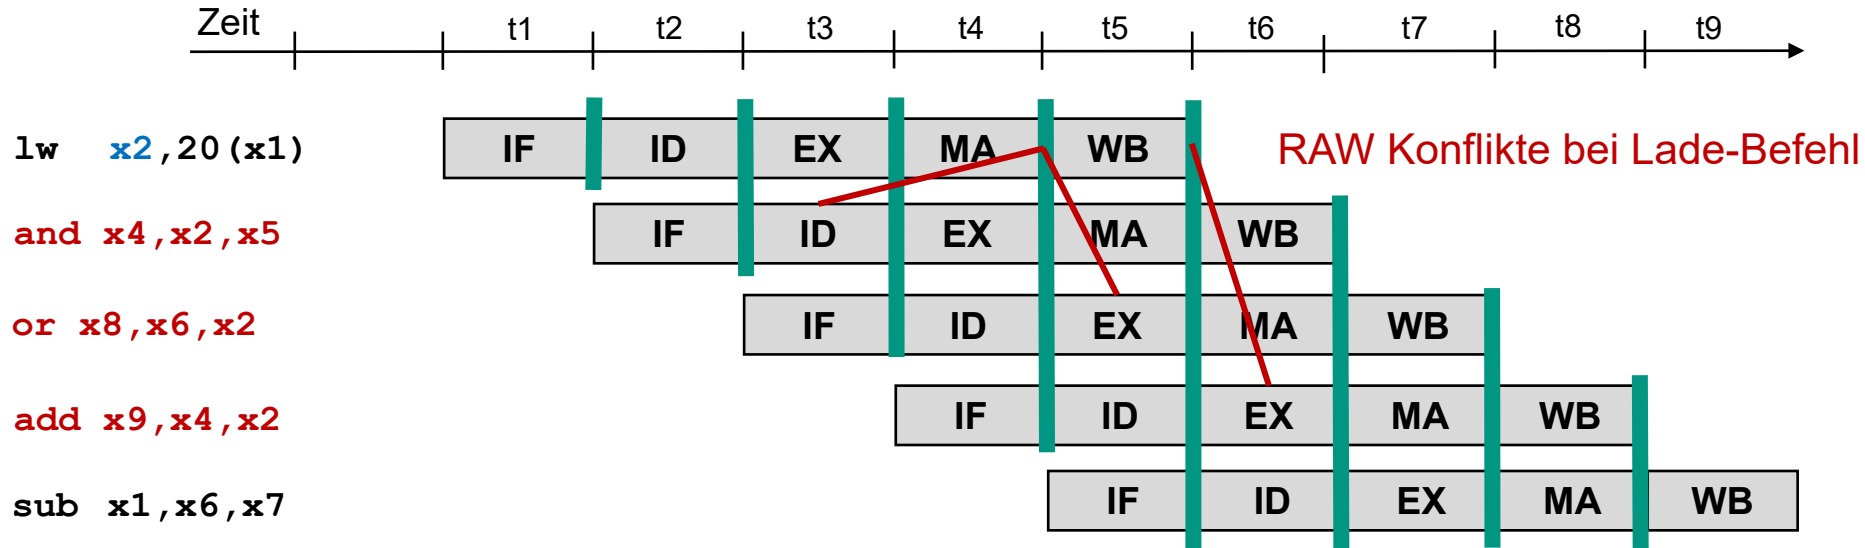 Zeit t1 t2 t3 t4 t5 t6 t7 t8 t9
lw x2,20(x1) IF ID EX MA WB RAW Konflikte bei Lade-Befehl
and x4,x2,x5 IF ID EX MA WB
or x8,x6,x2 IF ID EX MA WB
add x9,x4,x2 IF ID EX MA WB
sub x1,x6,x7 IF ID EX MA WB